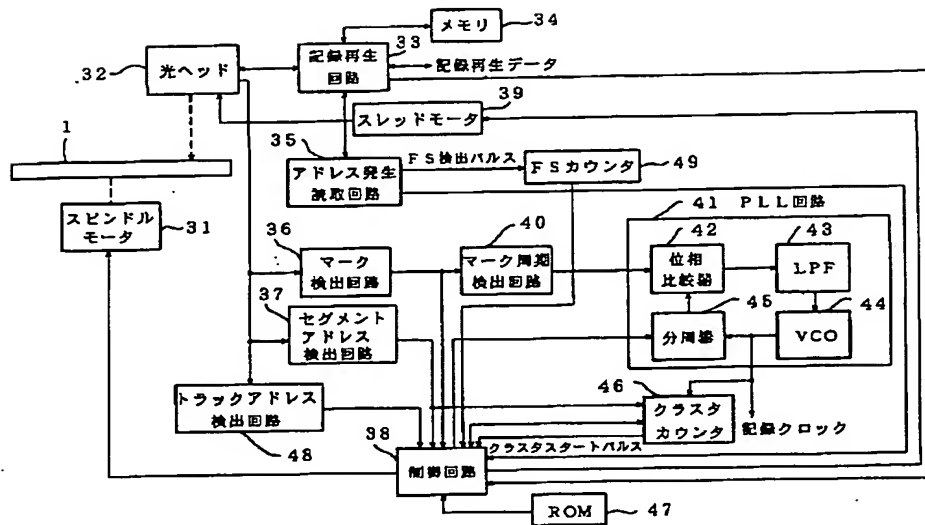 34
メモリ
33
32
光ヘッド
記録再生
回路
記録再生データ
39
スレッドモータ
1
35
FS検出パルス
FSカウンタ
49
アドレス発生
読取回路
スピンドル
モータ
31
41 PLL回路
36
マーク
検出回路
40
マーク周期
検出回路
42
位相
比較器
43
LPF
37
セグメント
アドレス
検出回路
45
分周器
44
VCO
46
クラスタ
カウンタ
記録クロック
トラックアドレス
検出回路
48
38
クラスタスタートパルス
制御回路
ROM
47